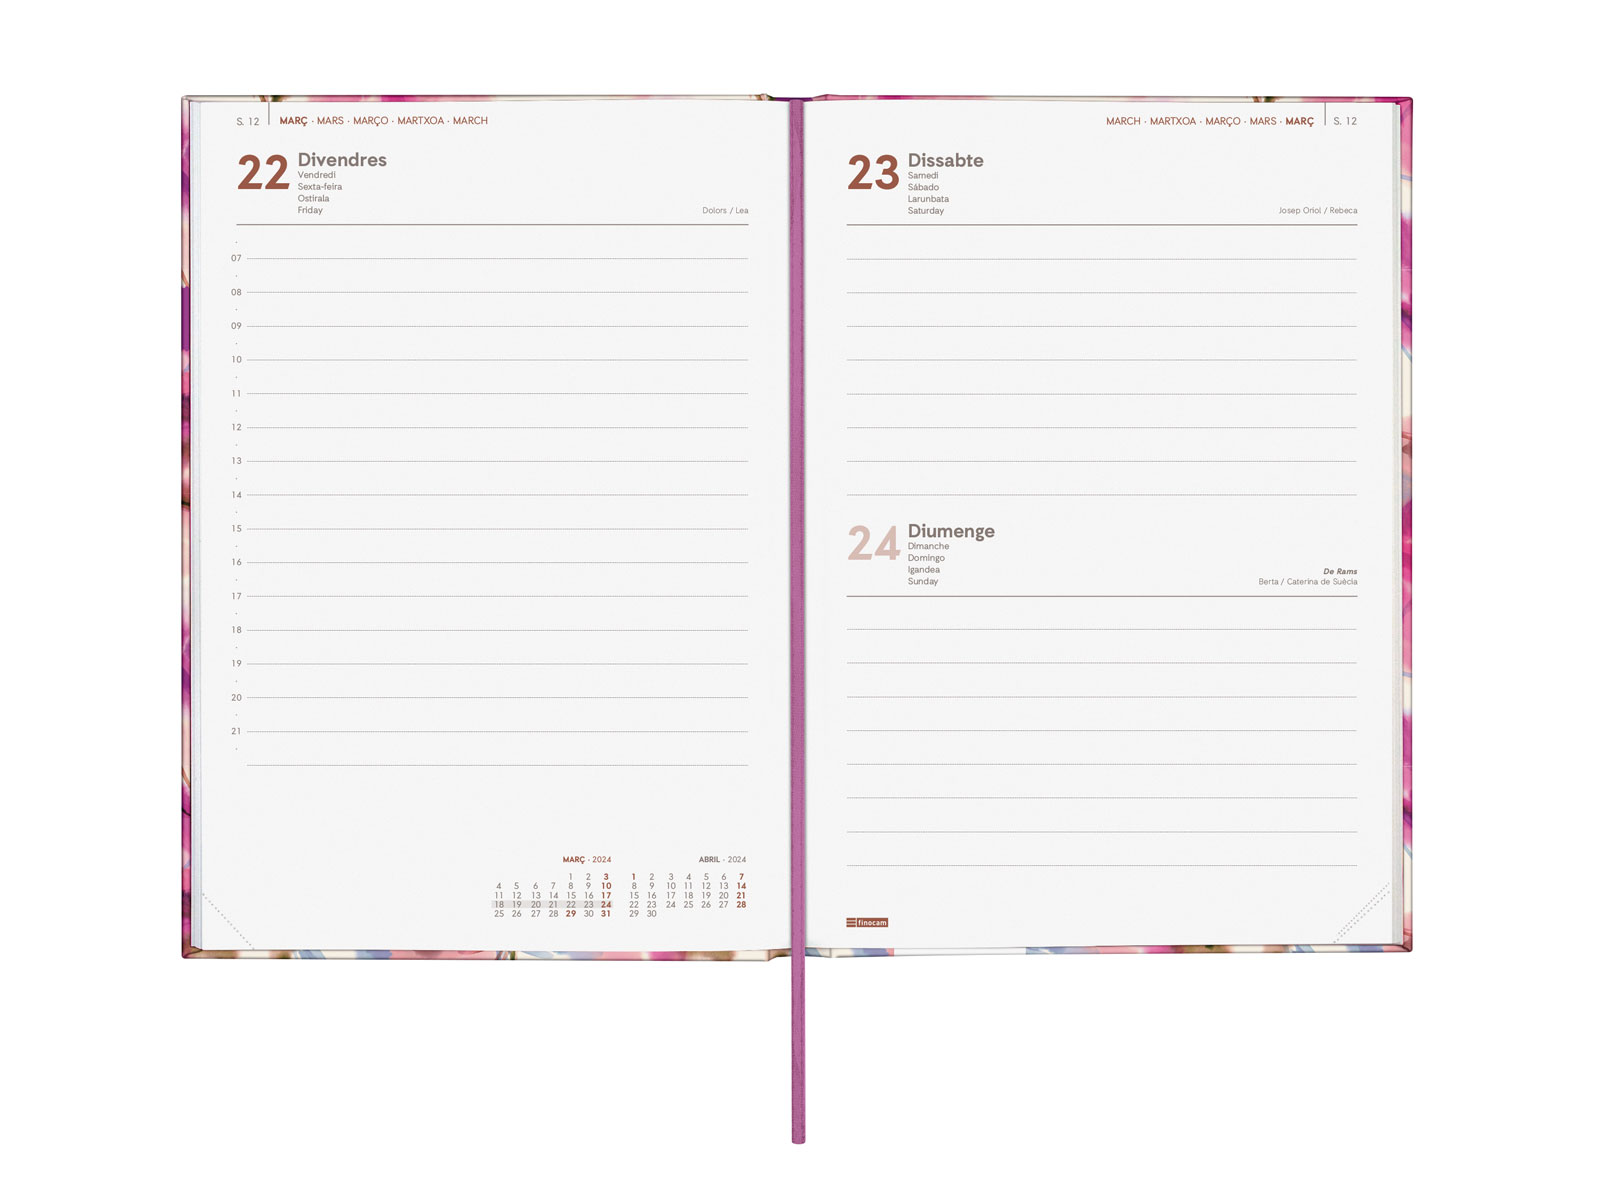 S. 12 MARÇ · MARS · MARÇO · MARTXOA · MARCH
22 Divendres
Vendredi
Sexta-feira
Ostirala
Friday
Dolors / Lea
07
08
09
10
11
12
13
14
15
16
17
18
19
20
21
MARÇ · 2024
1 2 3
4 5 6 7 8 9 10
11 12 13 14 15 16 17
18 19 20 21 22 23 24
25 26 27 28 29 30 31
ABRIL · 2024
1 2 3 4 5 6 7
8 9 10 11 12 13 14
15 16 17 18 19 20 21
22 23 24 25 26 27 28
29 30
MARCH · MARTXOA · MARÇO · MARS · MARÇ S. 12
23 Dissabte
Samedi
Sábado
Larunbata
Saturday
Josep Oriol / Rebeca
24 Diumenge
Dimanche
Domingo
Igandea
Sunday
De Rams
Berta / Caterina de Suècia
finocam